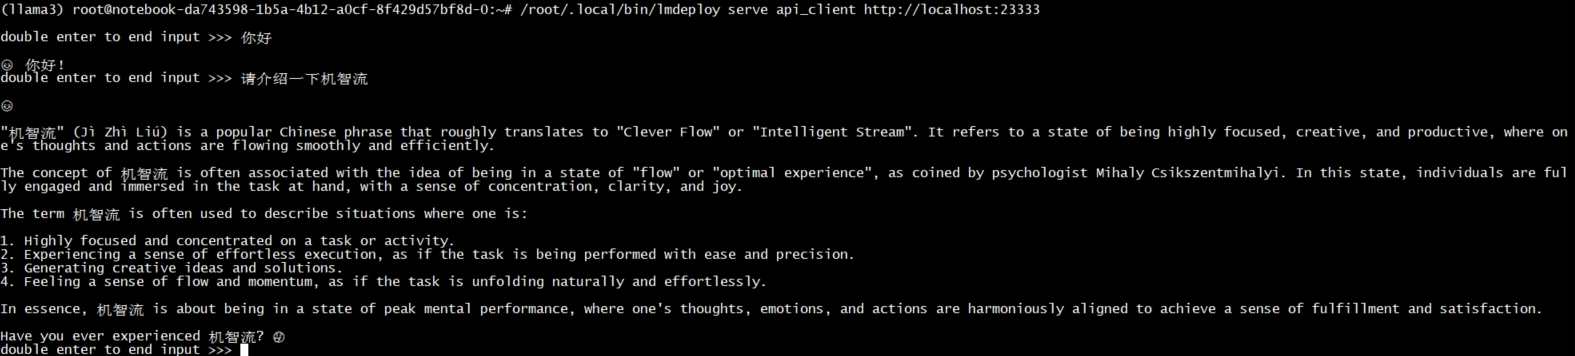 (llama3) root@notebook-da743598-1b5a-4b12-a0cf-8f429d57bf8d-0:~# /root/.local/bin/lmdeploy serve api_client http://localhost:23333
double enter to end input >>> 你好
😃 你好!
double enter to end input >>> 请介绍一下机智流
😃
"机智流" (Jì Zhì Liú) is a popular Chinese phrase that roughly translates to "Clever Flow" or "Intelligent Stream". It refers to a state of being highly focused, creative, and productive, where on
e's thoughts and actions are flowing smoothly and efficiently.
The concept of 机智流 is often associated with the idea of being in a state of "flow" or "optimal experience", as coined by psychologist Mihaly Csikszentmihalyi. In this state, individuals are ful
ly engaged and immersed in the task at hand, with a sense of concentration, clarity, and joy.
The term 机智流 is often used to describe situations where one is:
1. Highly focused and concentrated on a task or activity.
2. Experiencing a sense of effortless execution, as if the task is being performed with ease and precision.
3. Generating creative ideas and solutions.
4. Feeling a sense of flow and momentum, as if the task is unfolding naturally and effortlessly.
In essence, 机智流 is about being in a state of peak mental performance, where one's thoughts, emotions, and actions are harmoniously aligned to achieve a sense of fulfillment and satisfaction.
Have you ever experienced 机智流? 🤔
double enter to end input >>>